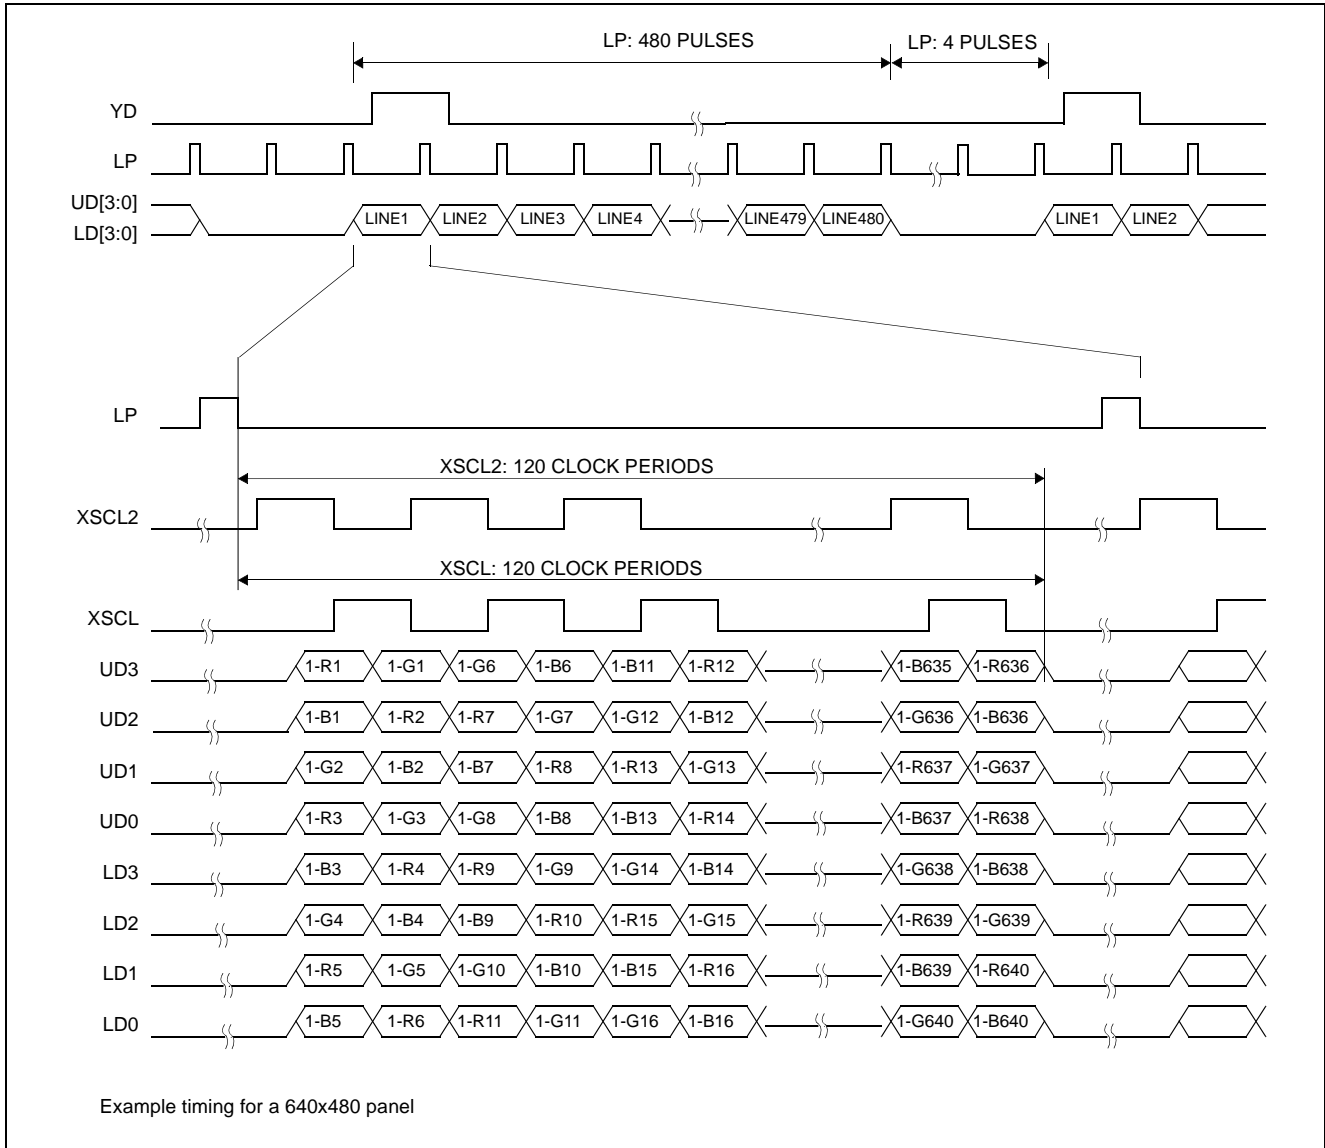 LP: 480 PULSES LP: 4 PULSES
YD
LP
UD[3:0]
LD[3:0]
LINE1 LINE2 LINE3 LINE4 LINE479 LINE480 LINE1 LINE2
LP
XSCL2: 120 CLOCK PERIODS
XSCL2
XSCL: 120 CLOCK PERIODS
XSCL
UD3 1-R1 1-G1 1-G6 1-B6 1-B11 1-R12 1-B635 1-R636
UD2 1-B1 1-R2 1-R7 1-G7 1-G12 1-B12 1-G636 1-B636
UD1 1-G2 1-B2 1-B7 1-R8 1-R13 1-G13 1-R637 1-G637
UD0 1-R3 1-G3 1-G8 1-B8 1-B13 1-R14 1-B637 1-R638
LD3 1-B3 1-R4 1-R9 1-G9 1-G14 1-B14 1-G638 1-B638
LD2 1-G4 1-B4 1-B9 1-R10 1-R15 1-G15 1-R639 1-G639
LD1 1-R5 1-G5 1-G10 1-B10 1-B15 1-R16 1-B639 1-R640
LD0 1-B5 1-R6 1-R11 1-G11 1-G16 1-B16 1-G640 1-B640
Example timing for a 640x480 panel